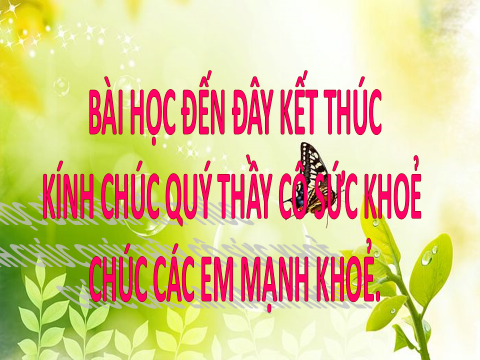 BÀI HỌC ĐẾN ĐÂY KẾT THÚC
KÍNH CHÚC QUÝ THẦY CÔ SỨC KHOẺ
CHÚC CÁC EM MẠNH KHOẺ.